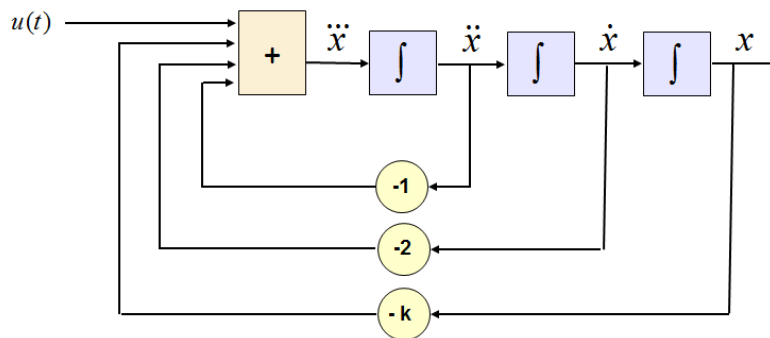 u(t)
+
x⃛
∫
ẍ
∫
ẋ
∫
x
-1
-2
- k